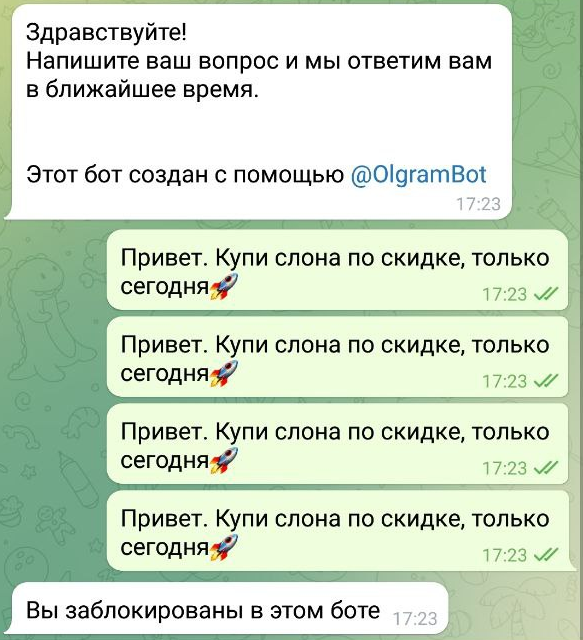 Здравствуйте!
Напишите ваш вопрос и мы ответим вам
в ближайшее время.
Этот бот создан с помощью @OlgramBot
17:23
Привет. Купи слона по скидке, только
сегодня🚀
17:23
Привет. Купи слона по скидке, только
сегодня🚀
17:23
Привет. Купи слона по скидке, только
сегодня🚀
17:23
Привет. Купи слона по скидке, только
сегодня🚀
17:23
Вы заблокированы в этом боте
17:23